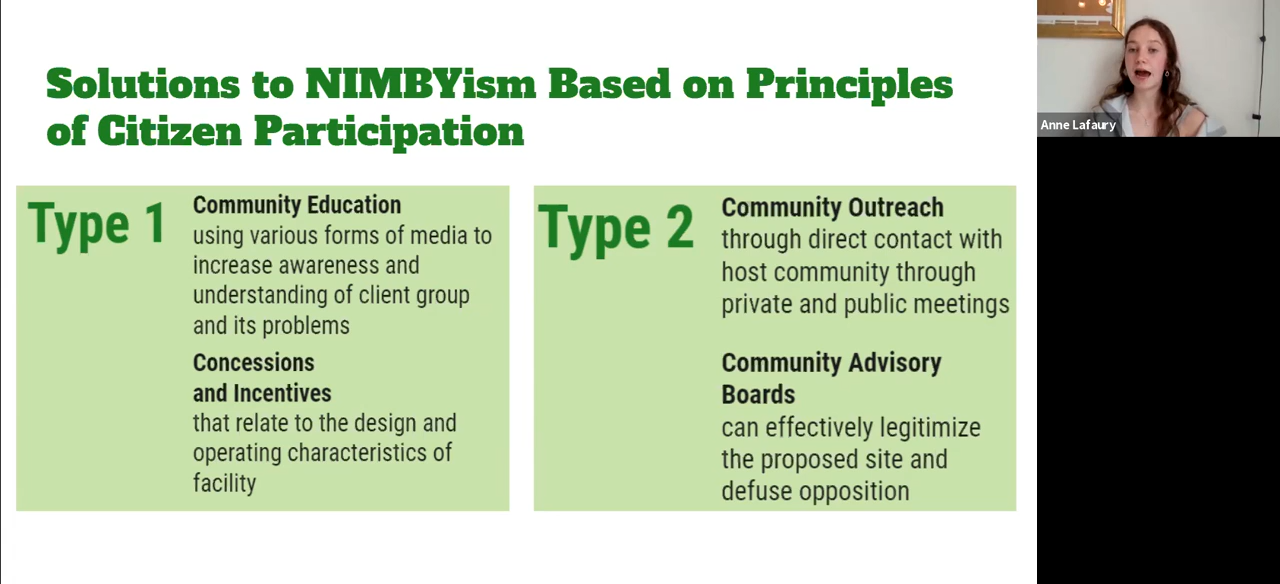 Solutions to NIMBYism Based on Principles
of Citizen Participation
Type 1
Community Education
using various forms of media to
increase awareness and
understanding of client group
and its problems
Concessions
and Incentives
that relate to the design and
operating characteristics of
facility
Type 2
Community Outreach
through direct contact with
host community through
private and public meetings
Community Advisory
Boards
can effectively legitimize
the proposed site and
defuse opposition
Anne Lafaury